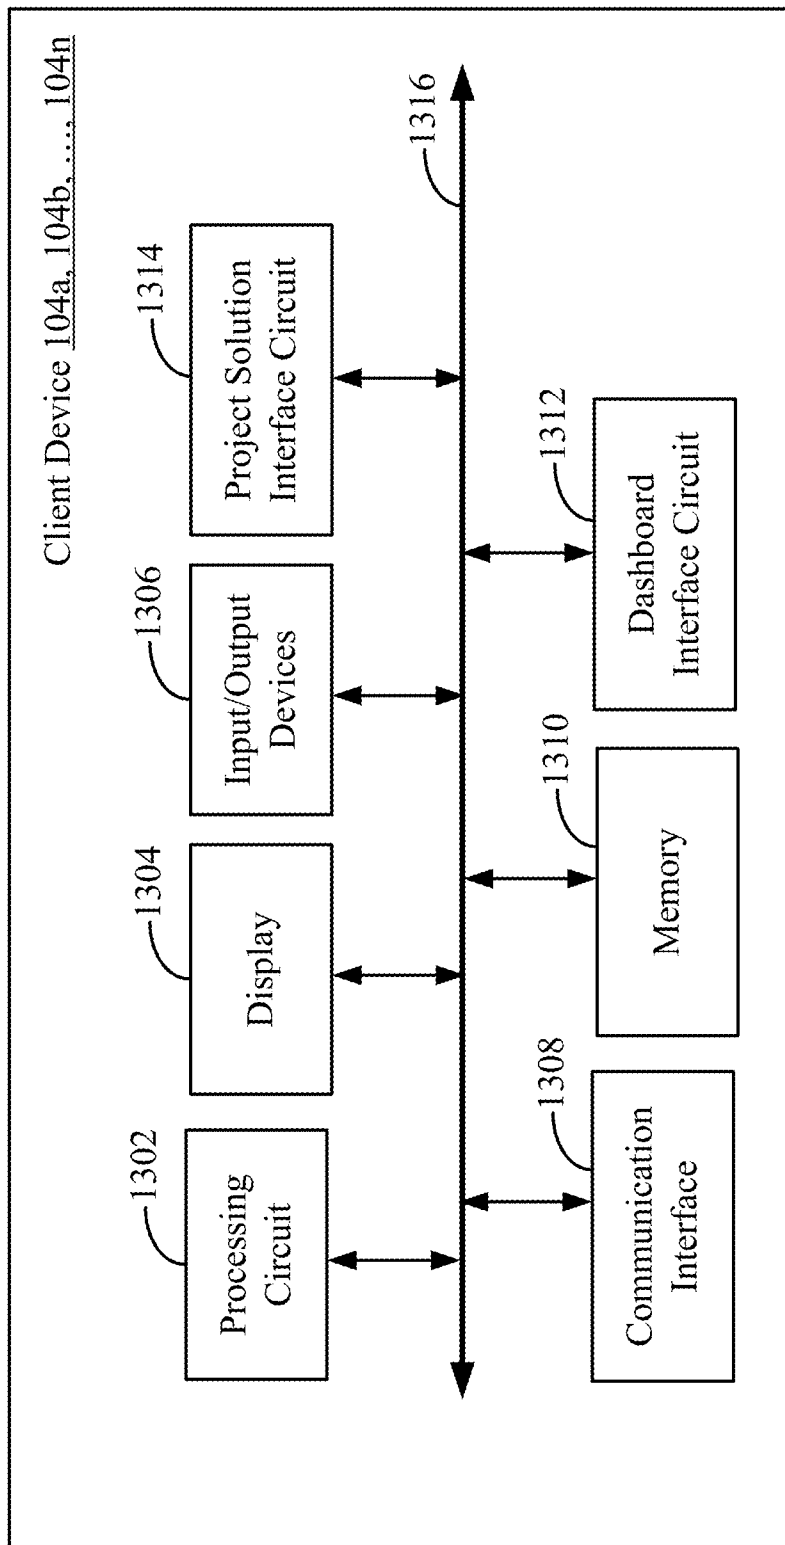 Client Device 104a, 104b, …., 104n
1302
Processing
Circuit
1304
Display
1306
Input/Output
Devices
1314
Project Solution
Interface Circuit
1316
1308
Communication
Interface
1310
Memory
1312
Dashboard
Interface Circuit